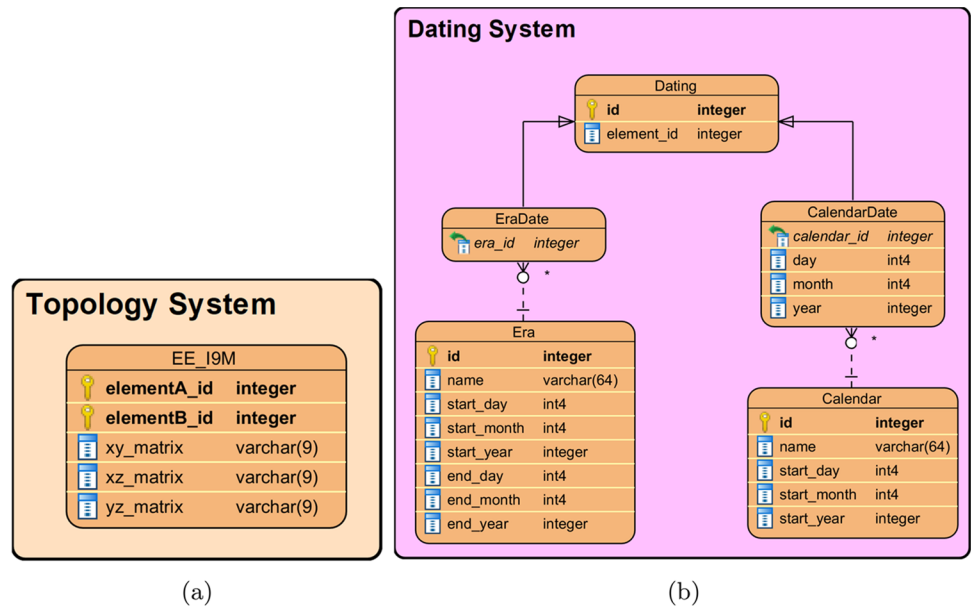 Topology System
EE_I9M
elementA_id integer
elementB_id integer
xy_matrix varchar(9)
xz_matrix varchar(9)
yz_matrix varchar(9)
(a)
Dating System
Dating
id integer
element_id integer
EraDate
era_id integer
*
CalendarDate
calendar_id integer
day int4
month int4
year integer
*
Era
id integer
name varchar(64)
start_day int4
start_month int4
start_year integer
end_day int4
end_month int4
end_year integer
Calendar
id integer
name varchar(64)
start_day int4
start_month int4
start_year integer
(b)